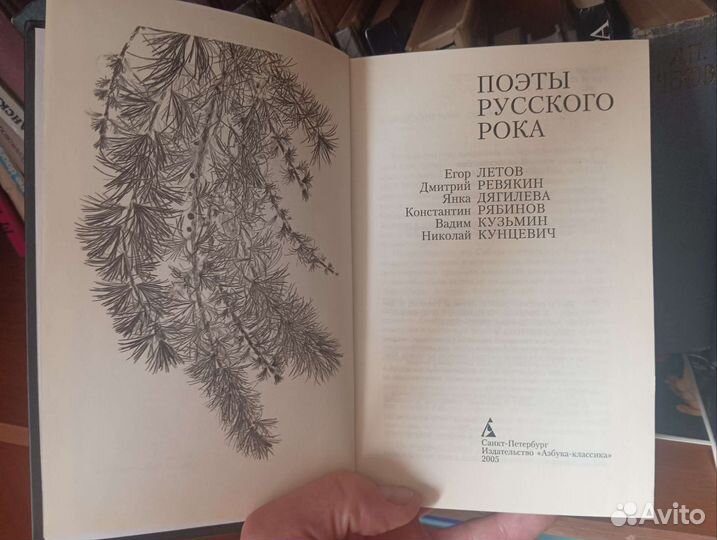 ПОЭТЫ
РУССКОГО
РОКА
Егор ЛЕТОВ
Дмитрий РЕВЯКИН
Янка ДЯГИЛЕВА
Константин РЯБИНОВ
Вадим КУЗЬМИН
Николай КУНЦЕВИЧ
Санкт-Петербург
Издательство «Азбука-классика»
2005
А.П.
Avito